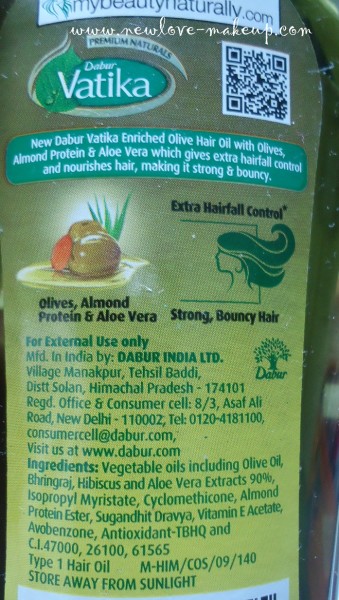 mybeautynaturally.com
www.newlove-makeup.com
PREMIUM NATURALS
Dabur
Vatika
New Dabur Vatika Enriched Olive Hair Oil with Olives,
Almond Protein & Aloe Vera which gives extra hairfall control
and nourishes hair, making it strong & bouncy.
Extra Hairfall Control*
Olives, Almond
Protein & Aloe Vera
Strong, Bouncy Hair
For External Use only
Mfd. In India by: DABUR INDIA LTD.
Village Manakpur, Tehsil Baddi,
Distt Solan, Himachal Pradesh - 174101
Regd. Office & Consumer cell: 8/3, Asaf Ali
Road, New Delhi - 110002, Tel: 0120-4181100,
consumercell@dabur.com,
Visit us at www.dabur.com
Dabur
Ingredients: Vegetable oils including Olive Oil,
Bhringraj, Hibiscus and Aloe Vera Extracts 90%,
Isopropyl Myristate, Cyclomethicone, Almond
Protein Ester, Sugandhit Dravya, Vitamin E Acetate,
Avobenzone, Antioxidant-TBHQ and
C.I.47000, 26100, 61565
Type 1 Hair Oil M-HIM/COS/09/140
STORE AWAY FROM SUNLIGHT